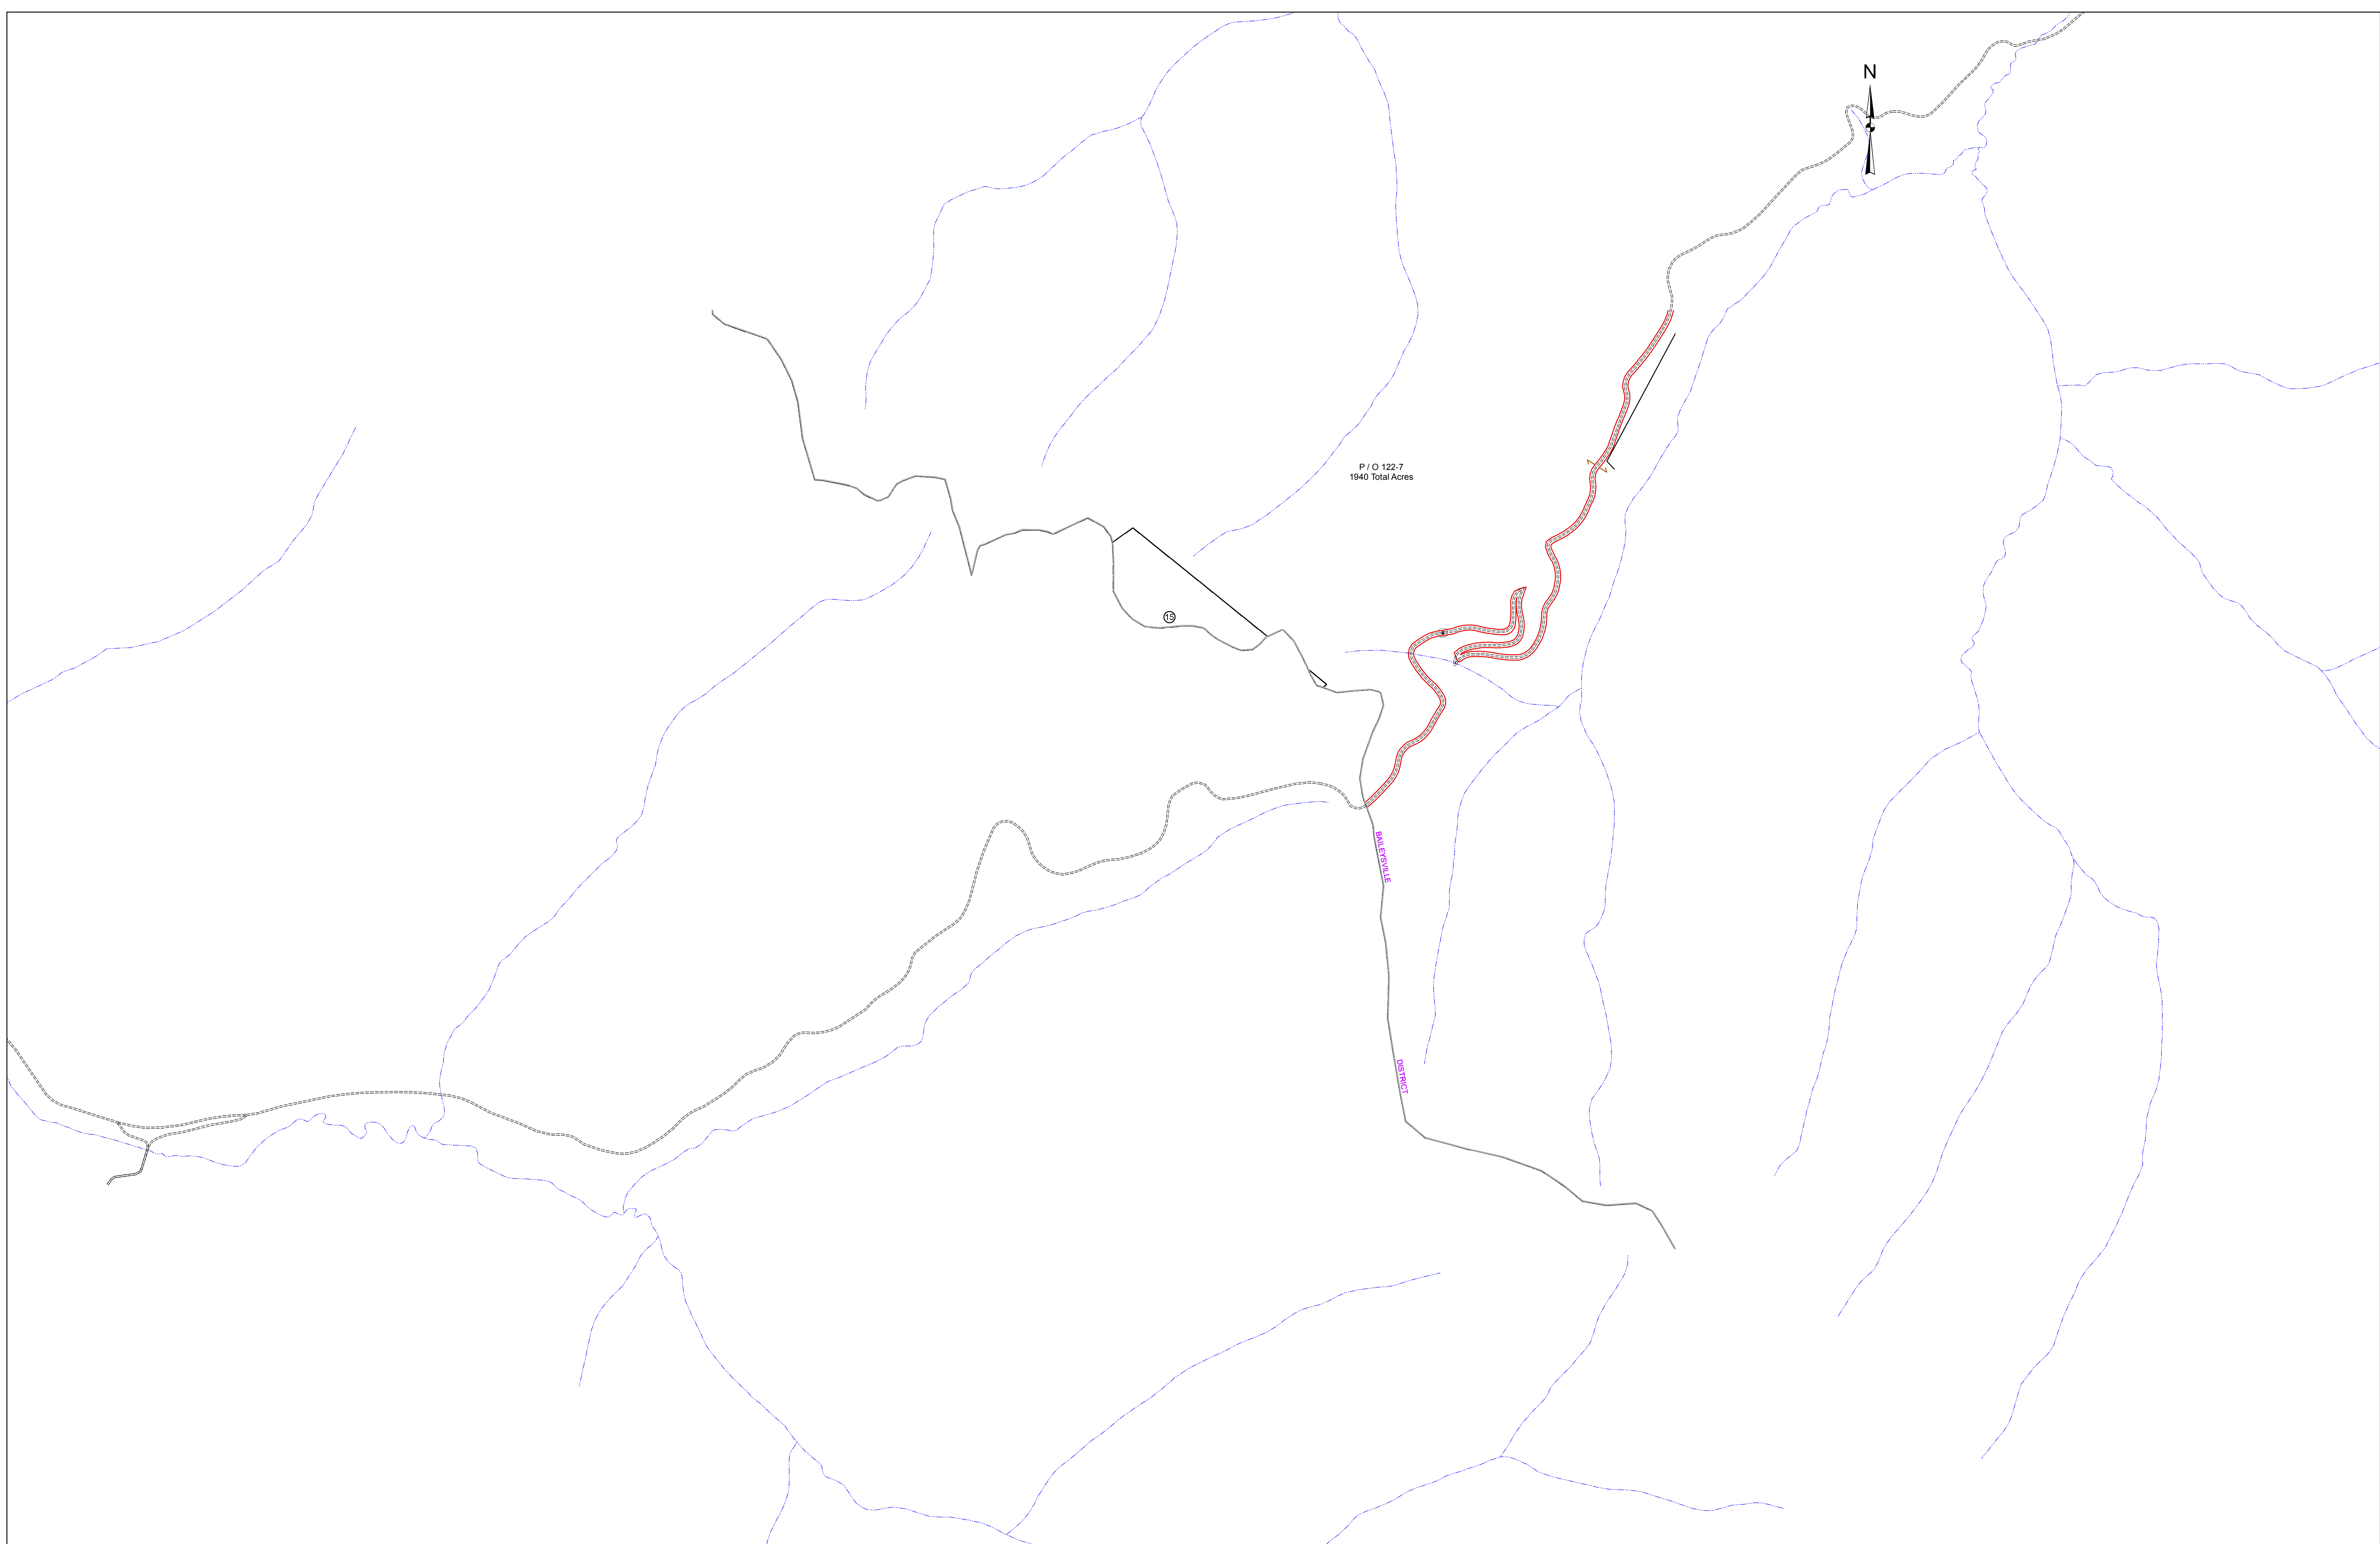 N
P / O 122-7
1940 Total Acres
15
BAILEYSVILLE
DISTRICT